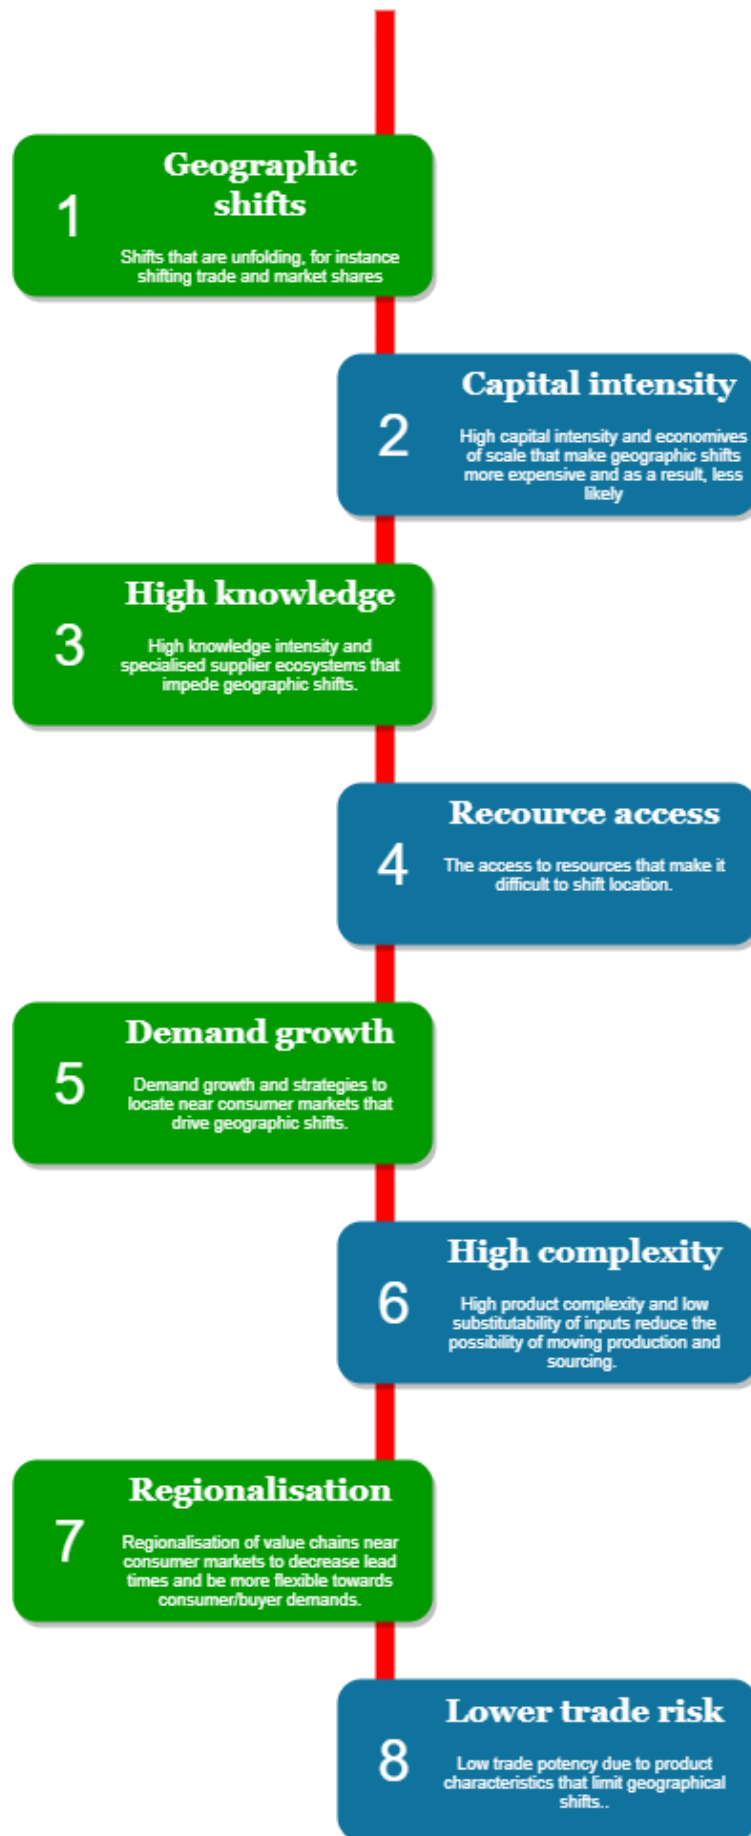 Geographic
shifts
1
Shifts that are unfolding, for instance
shifting trade and market shares
Capital intensity
2
High capital intensity and economives
of scale that make geographic shifts
more expensive and as a result, less
likely
High knowledge
3
High knowledge intensity and
specialised supplier ecosystems that
impede geographic shifts.
Recource access
4
The access to resources that make it
difficult to shift location.
Demand growth
5
Demand growth and strategies to
locate near consumer markets that
drive geographic shifts.
High complexity
6
High product complexity and low
substitutability of inputs reduce the
possibility of moving production and
sourcing.
Regionalisation
7
Regionalisation of value chains near
consumer markets to decrease lead
times and be more flexible towards
consumer/buyer demands.
Lower trade risk
8
Low trade potency due to product
characteristics that limit geographical
shifts..